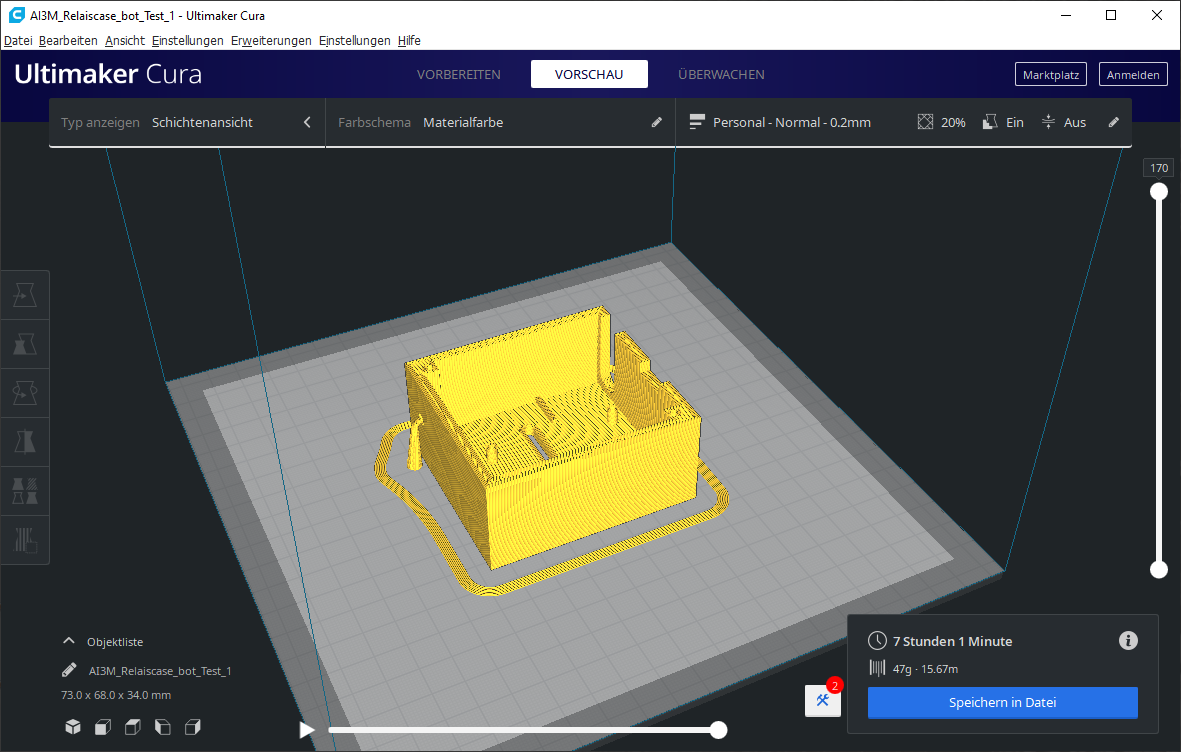 AI3M_Relaiscase_bot_Test_1 - Ultimaker Cura
Datei Bearbeiten Ansicht Einstellungen Erweiterungen Einstellungen Hilfe
Ultimaker Cura
VORBEREITEN VORSCHAU ÜBERWACHEN
Marktplatz Anmelden
Typ anzeigen Schichtenansicht Farbschema Materialfarbe Personal - Normal - 0.2mm 20% Ein Aus
170
Objektliste
AI3M_Relaiscase_bot_Test_1
73.0 x 68.0 x 34.0 mm
2
7 Stunden 1 Minute
47g · 15.67m
Speichern in Datei